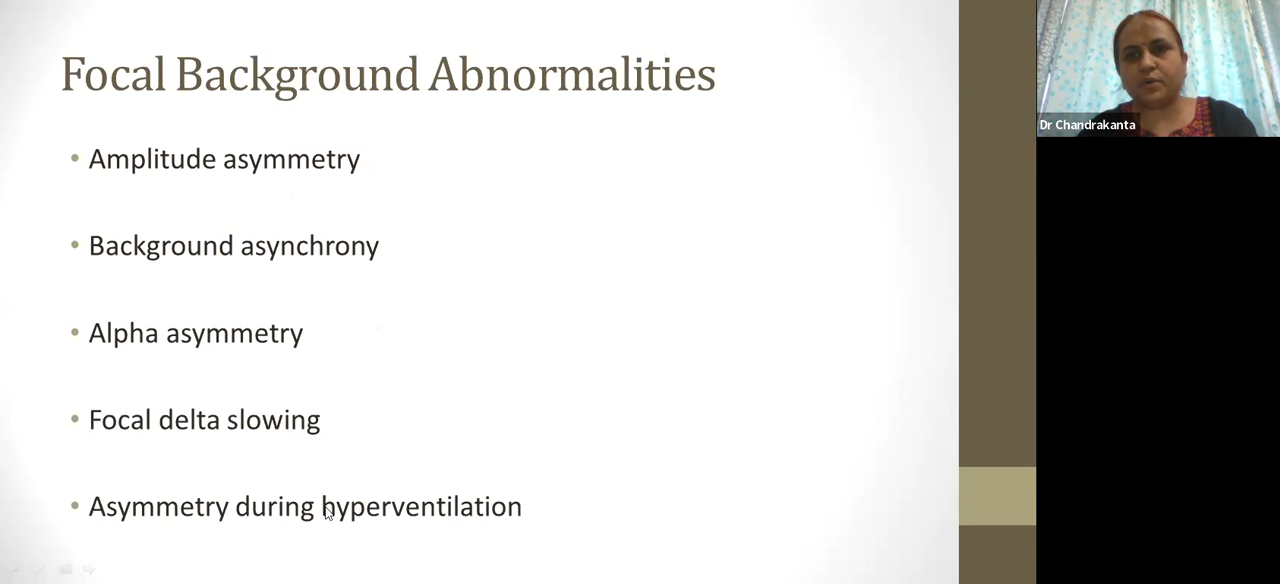 Focal Background Abnormalities
• Amplitude asymmetry
• Background asynchrony
• Alpha asymmetry
• Focal delta slowing
• Asymmetry during hyperventilation
Dr Chandrakanta